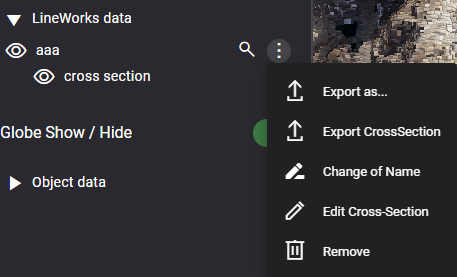 LineWorks data
aaa
cross section
Export as...
Export CrossSection
Globe Show / Hide
Change of Name
Object data
Edit Cross-Section
Remove